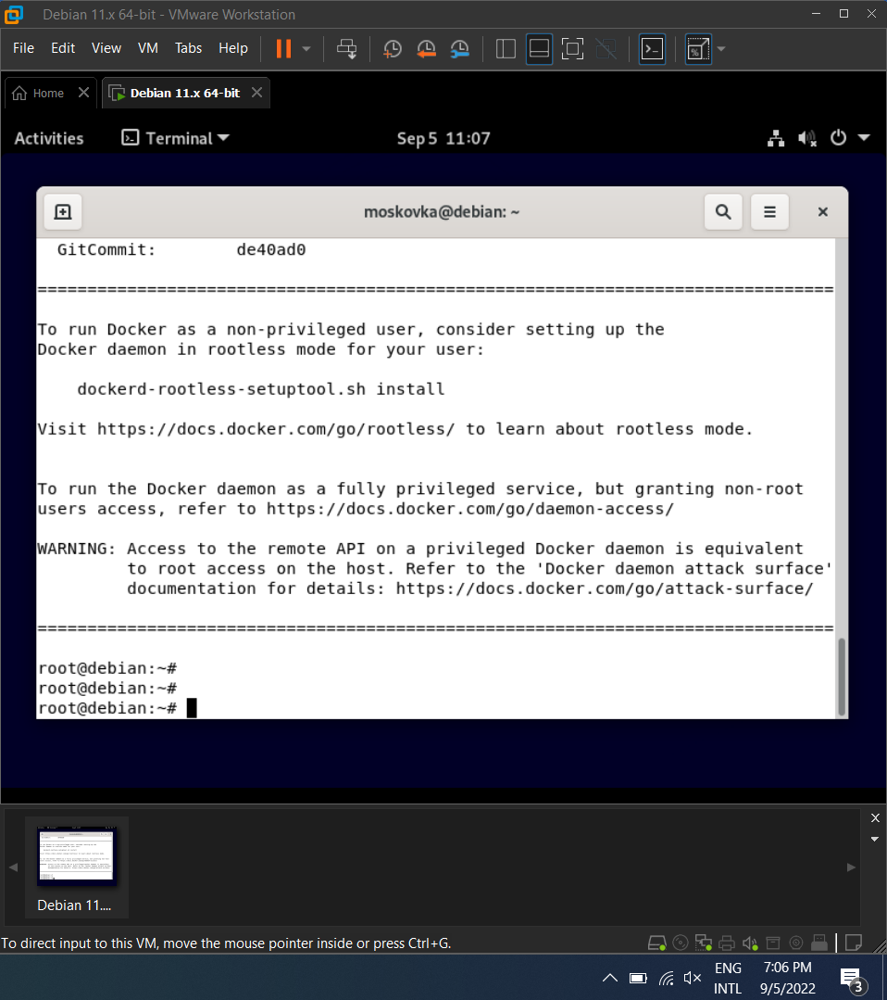 Debian 11.x 64-bit - VMware Workstation
File Edit View VM Tabs Help
Home Debian 11.x 64-bit
Activities Terminal Sep 5 11:07
moskovka@debian: ~
GitCommit: de40ad0
================================================================================
To run Docker as a non-privileged user, consider setting up the
Docker daemon in rootless mode for your user:
dockerd-rootless-setuptool.sh install
Visit https://docs.docker.com/go/rootless/ to learn about rootless mode.
To run the Docker daemon as a fully privileged service, but granting non-root
users access, refer to https://docs.docker.com/go/daemon-access/
WARNING: Access to the remote API on a privileged Docker daemon is equivalent
to root access on the host. Refer to the 'Docker daemon attack surface'
documentation for details: https://docs.docker.com/go/attack-surface/
================================================================================
root@debian:~#
root@debian:~#
root@debian:~#
Debian 11....
To direct input to this VM, move the mouse pointer inside or press Ctrl+G.
ENG 7:06 PM
INTL 9/5/2022 3